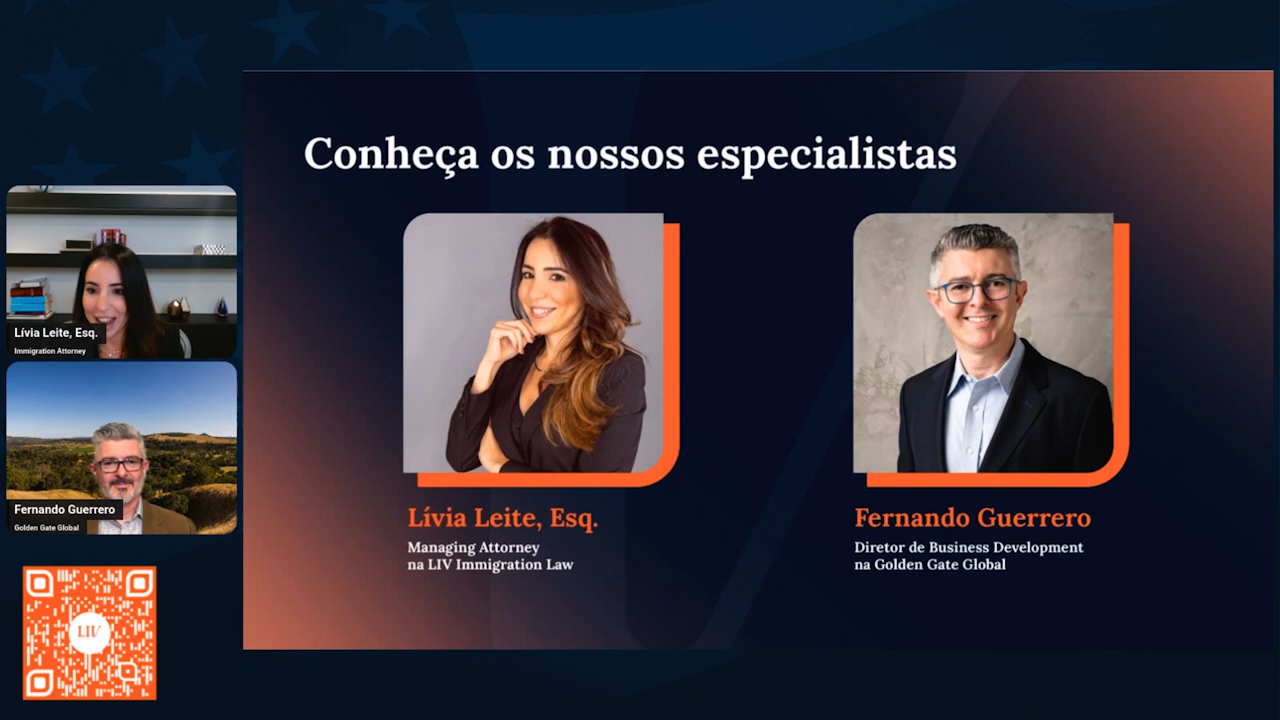 Conheça os nossos especialistas
Lívia Leite, Esq.
Immigration Attorney
Fernando Guerrero
Golden Gate Global
LIV
Lívia Leite, Esq.
Managing Attorney
na LIV Immigration Law
Fernando Guerrero
Diretor de Business Development
na Golden Gate Global